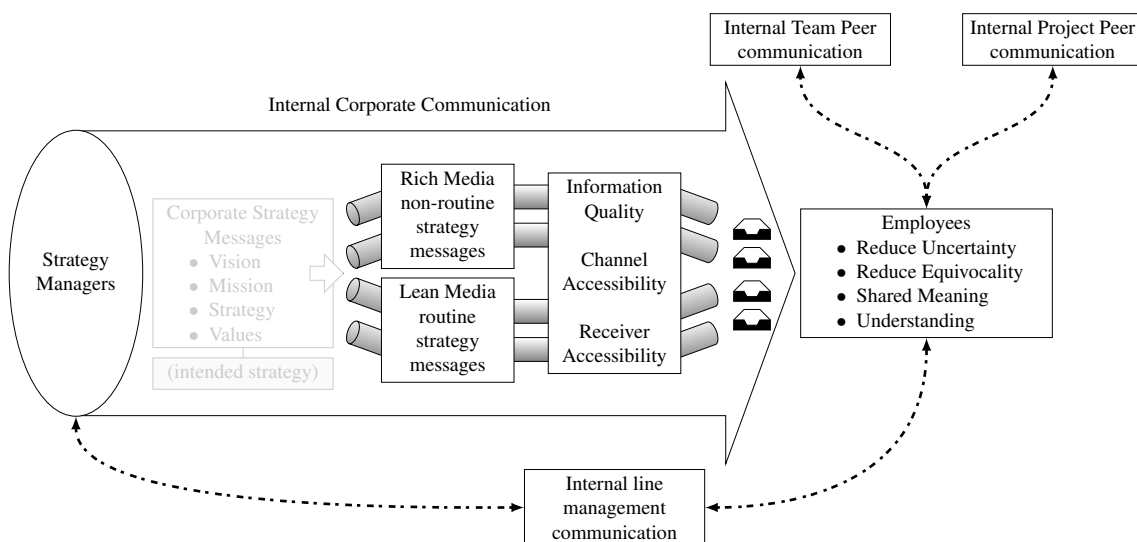 Internal Team Peer
communication
Internal Project Peer
communication
Internal Corporate Communication
Strategy
Managers
Corporate Strategy
Messages
● Vision
● Mission
● Strategy
● Values
(intended strategy)
Rich Media
non-routine
strategy
messages
Lean Media
routine
strategy
messages
Information
Quality
Channel
Accessibility
Receiver
Accessibility
Employees
● Reduce Uncertainty
● Reduce Equivocality
● Shared Meaning
● Understanding
Internal line
management
communication